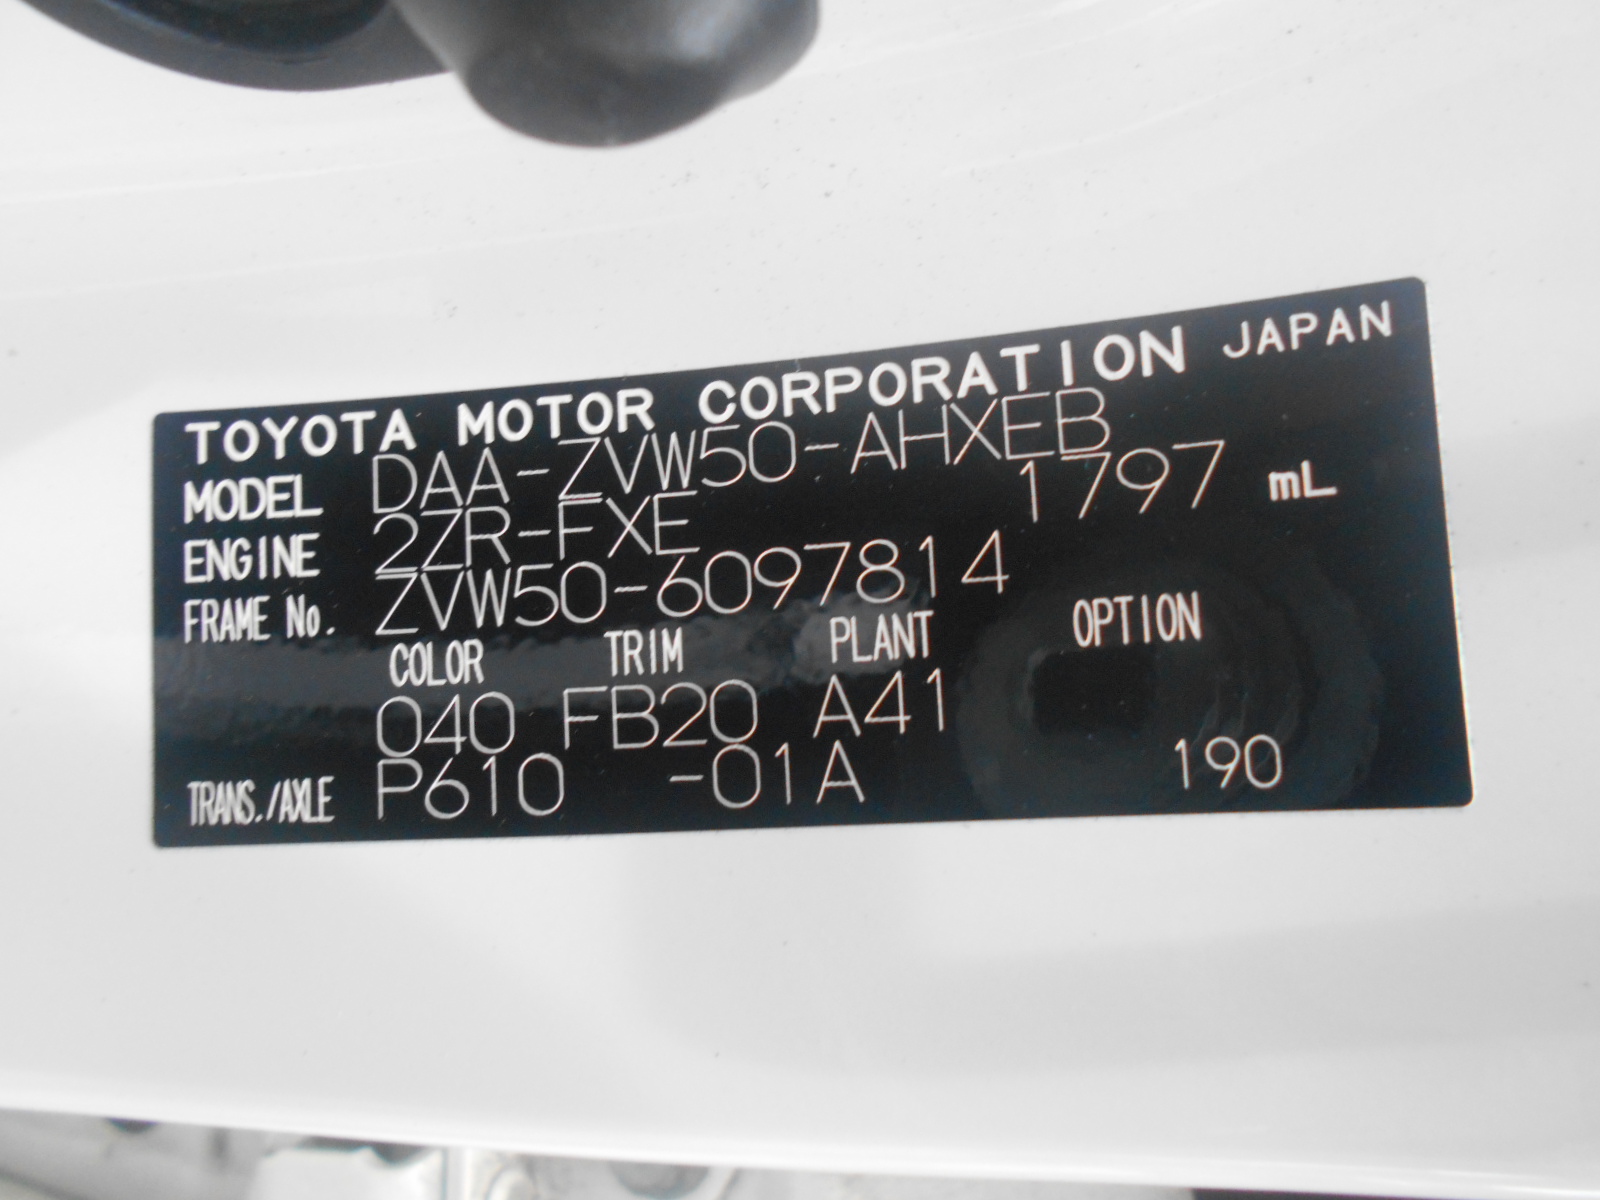 TOYOTA MOTOR CORPORATION JAPAN
MODEL DAA-ZVW50-AHXEB
ENGINE 2ZR-FXE 1797 mL
FRAME No. ZVW50-6097814
COLOR TRIM PLANT OPTION
040 FB20 A41
TRANS./AXLE P610 -01A 190